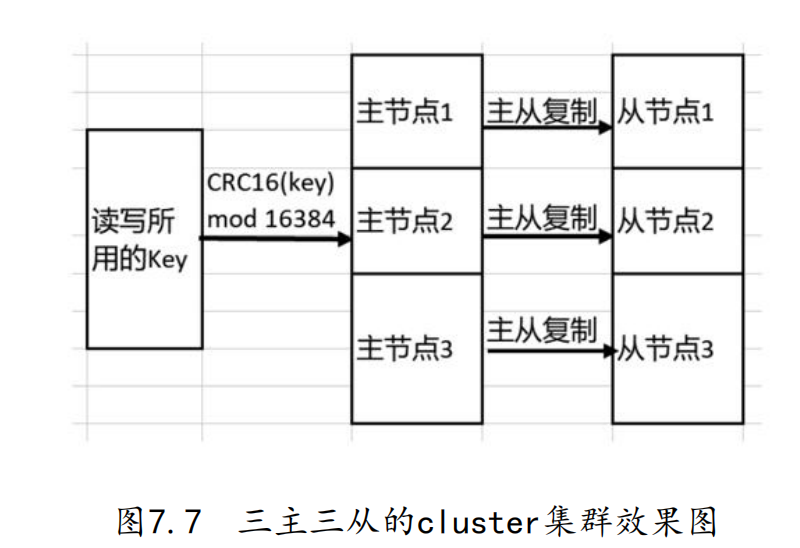 读写所
用的Key
CRC16(key)
mod 16384
主节点1
主从复制
从节点1
主节点2
主从复制
从节点2
主节点3
主从复制
从节点3
图7.7 三主三从的cluster集群效果图